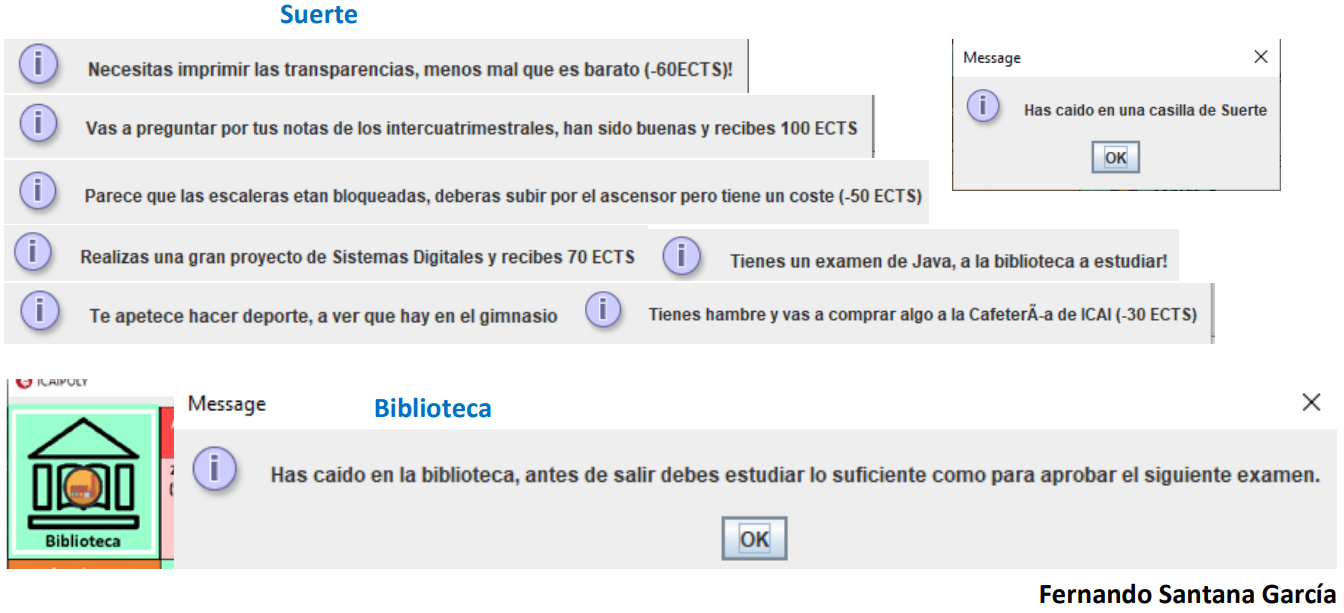 Suerte
Necesitas imprimir las transparencias, menos mal que es barato (-60ECTS)!
Message
Has caido en una casilla de Suerte
OK
Vas a preguntar por tus notas de los intercuatrimestrales, han sido buenas y recibes 100 ECTS
Parece que las escaleras etan bloqueadas, deberas subir por el ascensor pero tiene un coste (-50 ECTS)
Realizas una gran proyecto de Sistemas Digitales y recibes 70 ECTS
Tienes un examen de Java, a la biblioteca a estudiar!
Te apetece hacer deporte, a ver que hay en el gimnasio
Tienes hambre y vas a comprar algo a la CafeterÃ-a de ICAI (-30 ECTS)
ICAIPOLY
Message
Biblioteca
Has caido en la biblioteca, antes de salir debes estudiar lo suficiente como para aprobar el siguiente examen.
OK
Biblioteca
Fernando Santana García